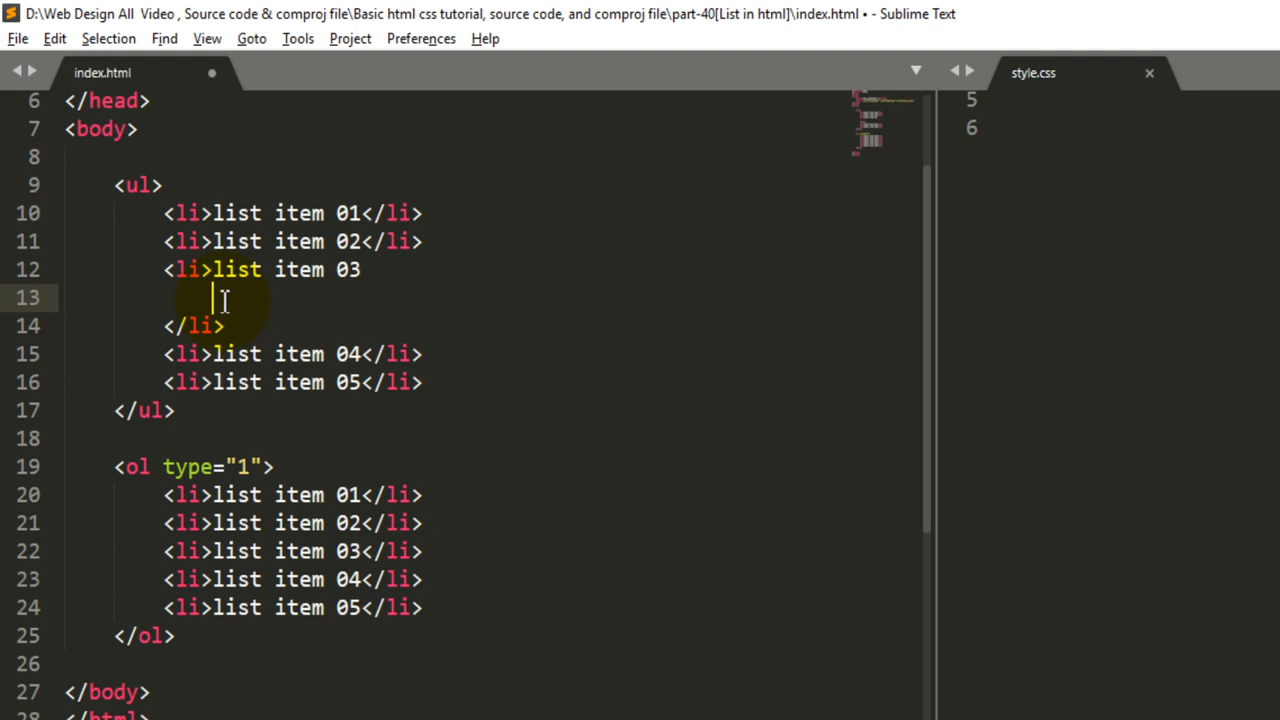 D:\Web Design All  Video , Source code & comproj file\Basic html css tutorial, source code, and comproj file\part-40[List in html]\index.html • - Sublime Text
File Edit Selection Find View Goto Tools Project Preferences Help
index.html
style.css
6 </head>
7 <body>
8
9 <ul>
10 <li>list item 01</li>
11 <li>list item 02</li>
12 <li>list item 03
13
14 </li>
15 <li>list item 04</li>
16 <li>list item 05</li>
17 </ul>
18
19 <ol type="1">
20 <li>list item 01</li>
21 <li>list item 02</li>
22 <li>list item 03</li>
23 <li>list item 04</li>
24 <li>list item 05</li>
25 </ol>
26
27 </body>
28 </html>
5
6